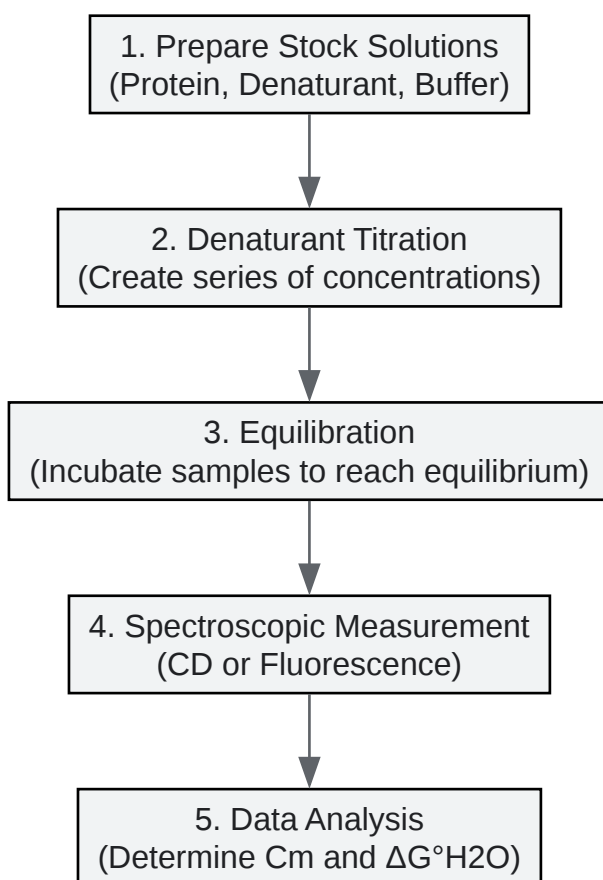 1. Prepare Stock Solutions
(Protein, Denaturant, Buffer)
2. Denaturant Titration
(Create series of concentrations)
3. Equilibration
(Incubate samples to reach equilibrium)
4. Spectroscopic Measurement
(CD or Fluorescence)
5. Data Analysis
(Determine Cm and ΔG°H2O)